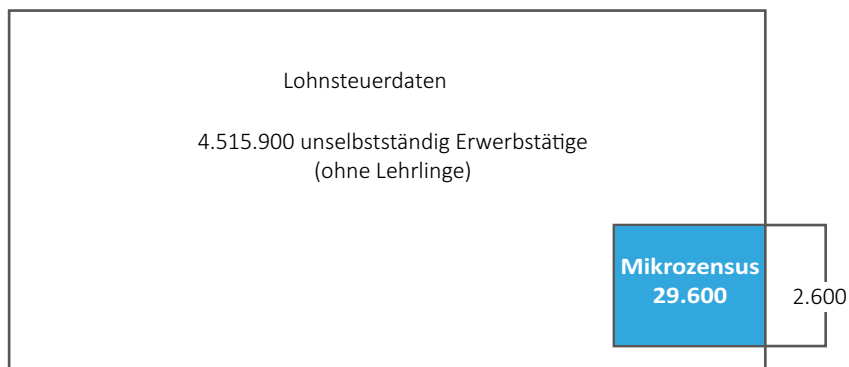 Lohnsteuerdaten
4.515.900 unselbstständig Erwerbstätige
(ohne Lehrlinge)
Mikrozensus
29.600
2.600